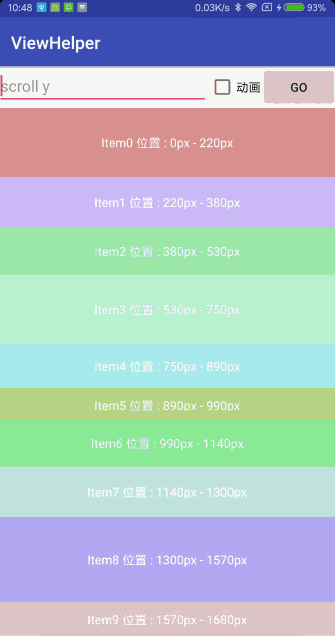 10:48 0.03K/s 93%
ViewHelper
scroll y 动画 GO
Item0 位置 : 0px - 220px
Item1 位置 : 220px - 380px
Item2 位置 : 380px - 530px
Item3 位置 : 530px - 750px
Item4 位置 : 750px - 890px
Item5 位置 : 890px - 990px
Item6 位置 : 990px - 1140px
Item7 位置 : 1140px - 1300px
Item8 位置 : 1300px - 1570px
Item9 位置 : 1570px - 1680px